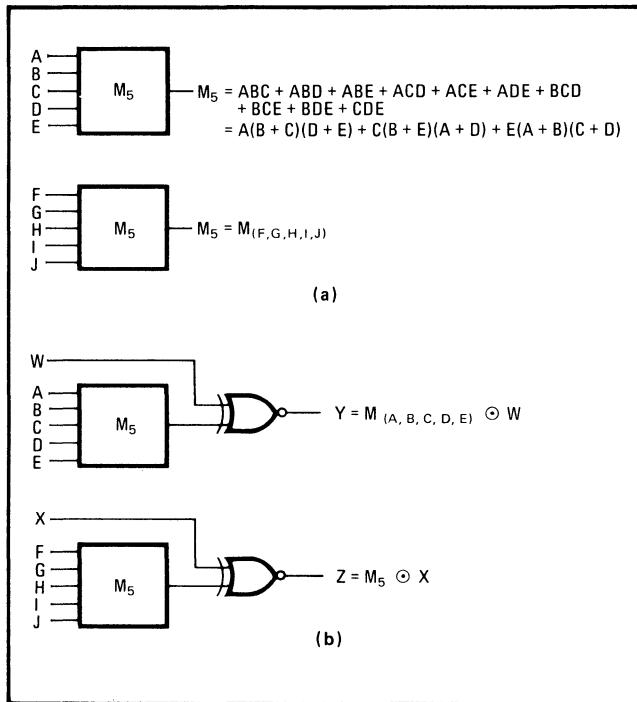 A
B
C
D
E
M₅
M₅ = ABC + ABD + ABE + ACD + ACE + ADE + BCD
+ BCE + BDE + CDE
= A(B + C)(D + E) + C(B + E)(A + D) + E(A + B)(C + D)
F
G
H
I
J
M₅
M₅ = M(F,G,H,I,J)
(a)
W
A
B
C
D
E
M₅
Y = M (A, B, C, D, E) ⊙ W
X
F
G
H
I
J
M₅
Z = M₅ ⊙ X
(b)